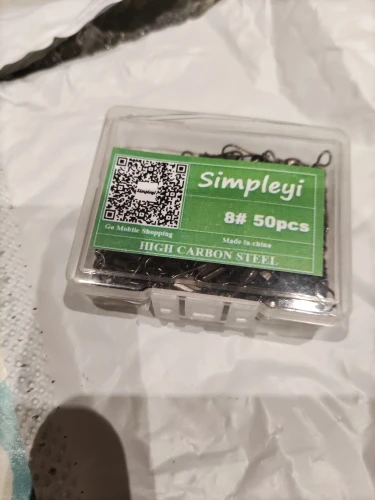 Simpleyi
8# 50pcs
Go Mobile Shopping
Made in china
HIGH CARBON STEEL